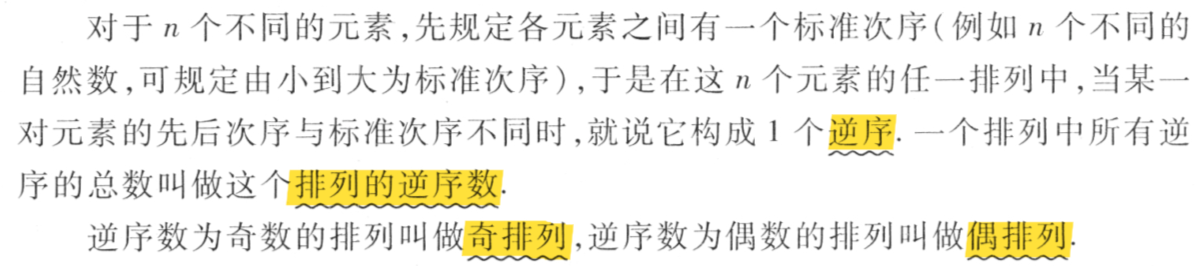 对于 n 个不同的元素,先规定各元素之间有一个标准次序(例如 n 个不同的
自然数,可规定由小到大为标准次序),于是在这 n 个元素的任一排列中,当某一
对元素的先后次序与标准次序不同时,就说它构成 1 个逆序. 一个排列中所有逆
序的总数叫做这个排列的逆序数.
逆序数为奇数的排列叫做奇排列,逆序数为偶数的排列叫做偶排列.